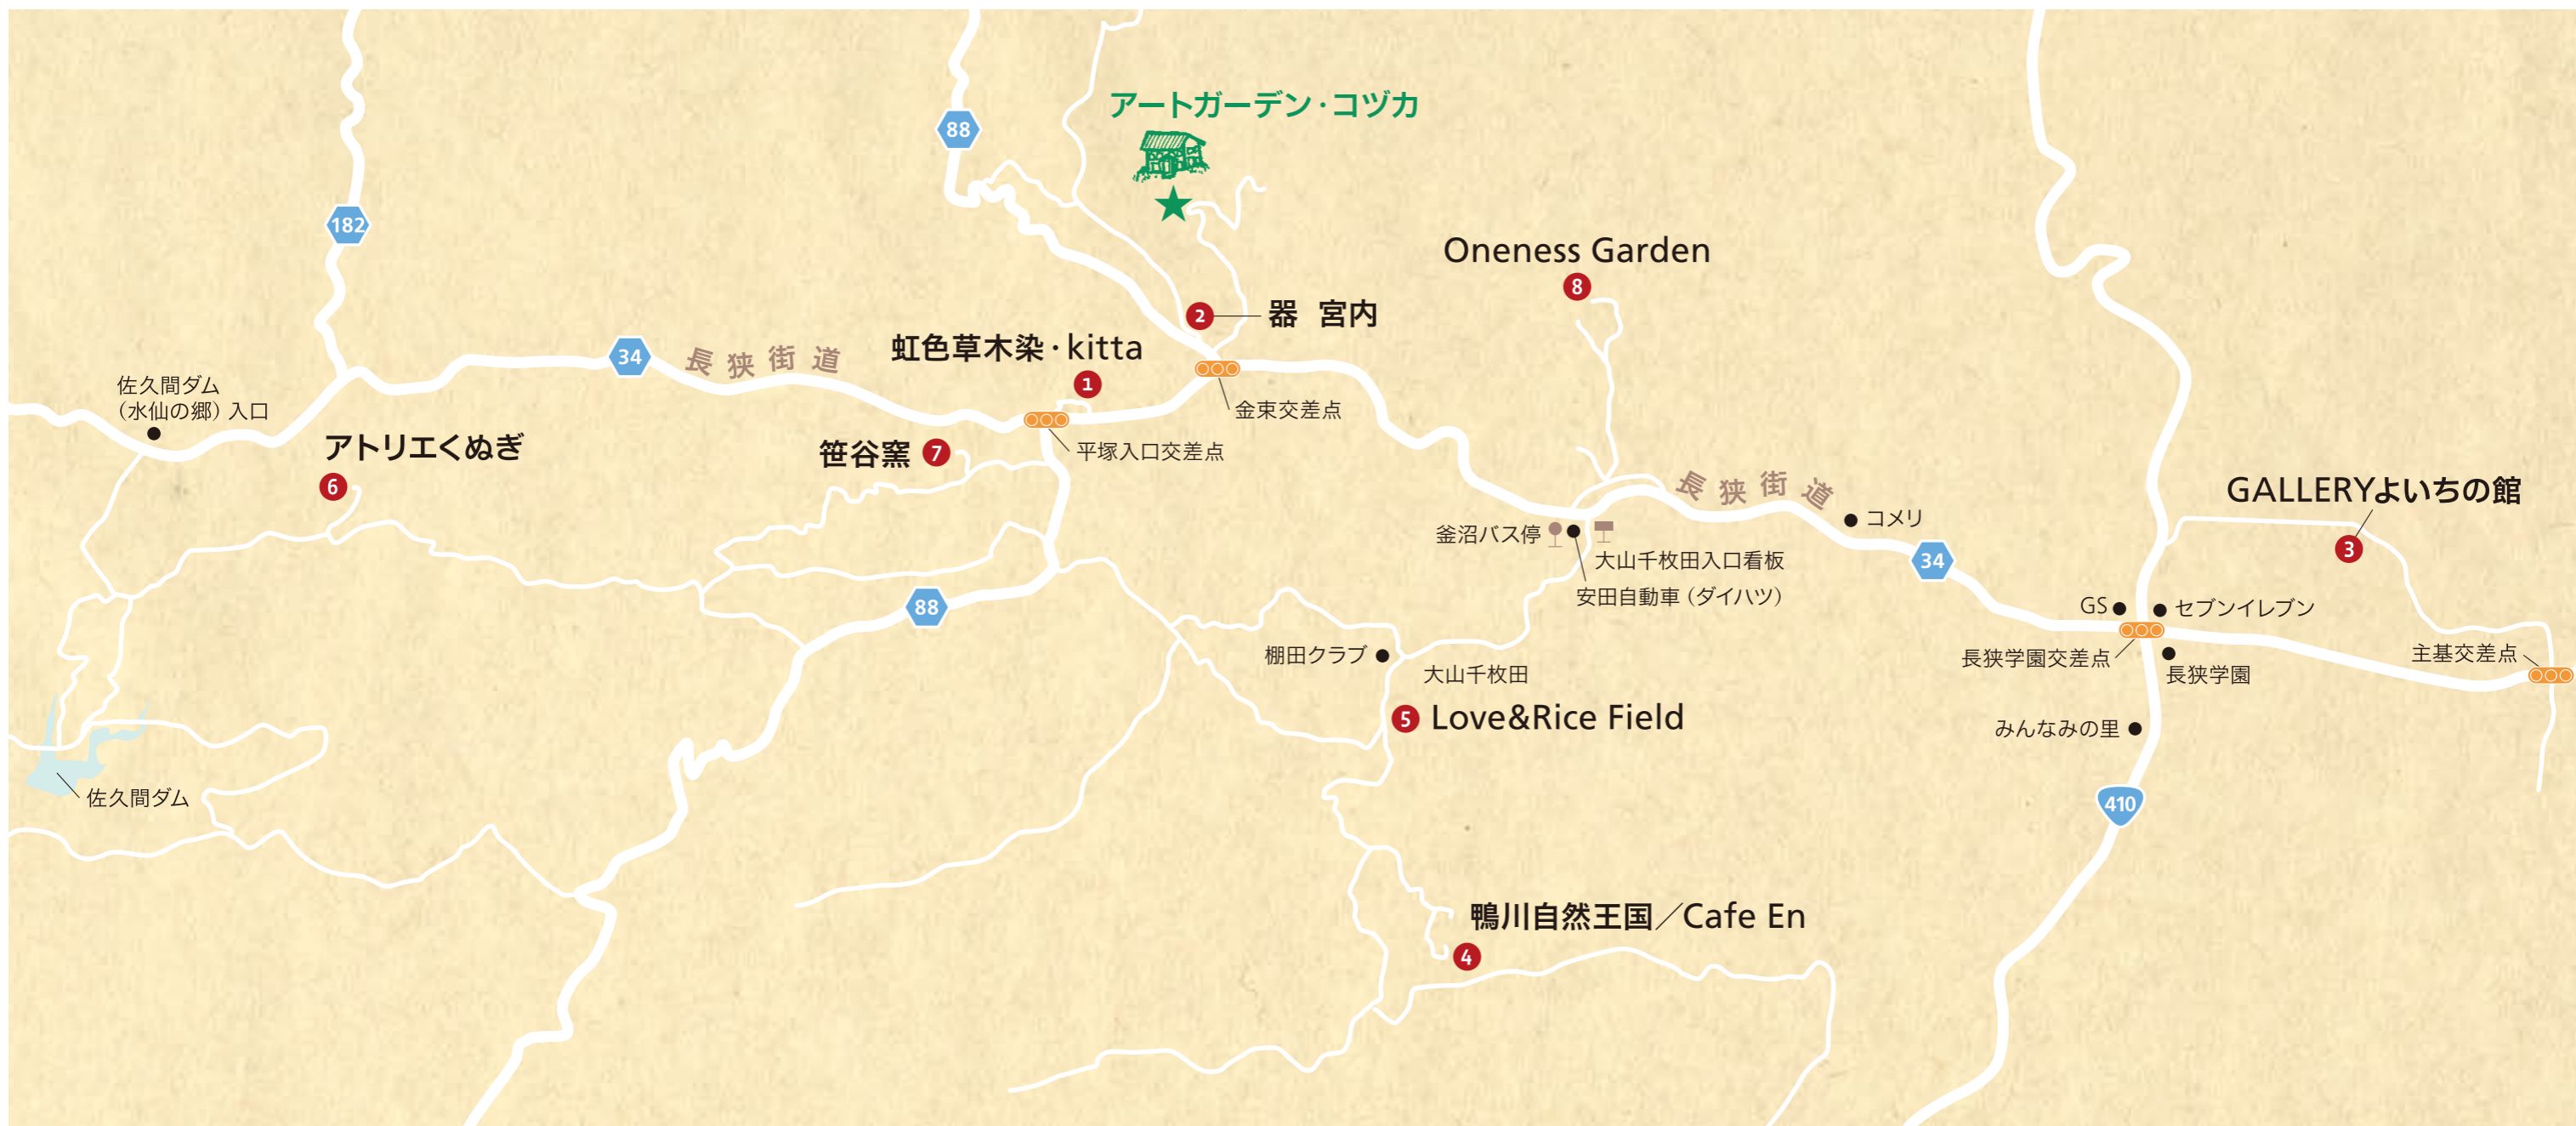 アートガーデン・コヅカ
88
182
Oneness Garden
8
2
器 宮内
虹色草木染・kitta
1
34
長狭街道
佐久間ダム
（水仙の郷）入口
金束交差点
アトリエくぬぎ
6
笹谷窯
7
平塚入口交差点
長狭街道
GALLERYよいちの館
3
コメリ
釜沼バス停
大山千枚田入口看板
安田自動車（ダイハツ）
34
88
GS
セブンイレブン
長狭学園交差点
長狭学園
主基交差点
棚田クラブ
大山千枚田
5
Love&Rice Field
みんなみの里
佐久間ダム
410
鴨川自然王国／Cafe En
4